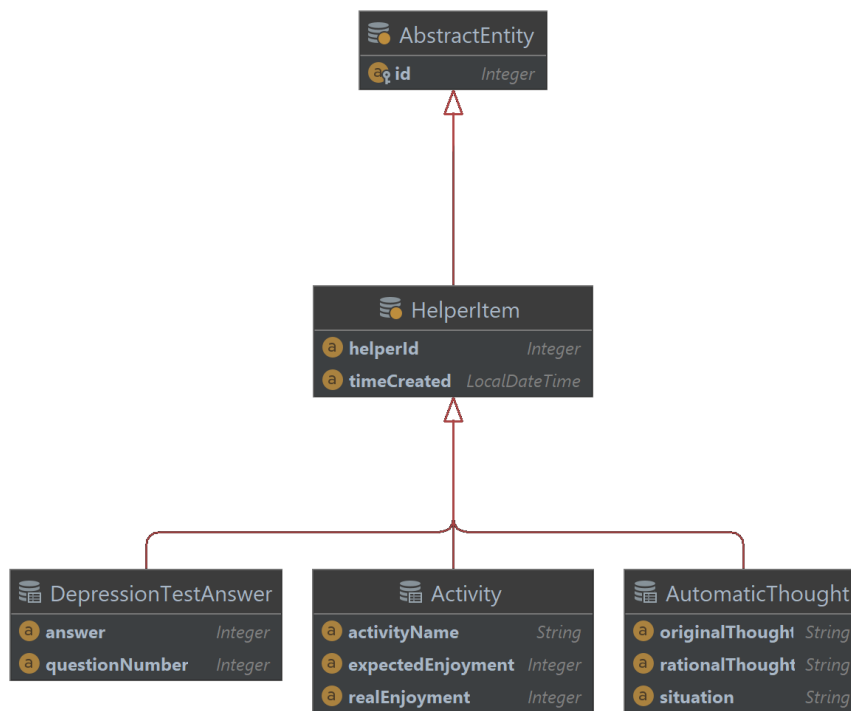 AbstractEntity
a id Integer
HelperItem
a helperId Integer
a timeCreated LocalDateTime
DepressionTestAnswer
a answer Integer
a questionNumber Integer
Activity
a activityName String
a expectedEnjoyment Integer
a realEnjoyment Integer
AutomaticThought
a originalThought String
a rationalThought String
a situation String